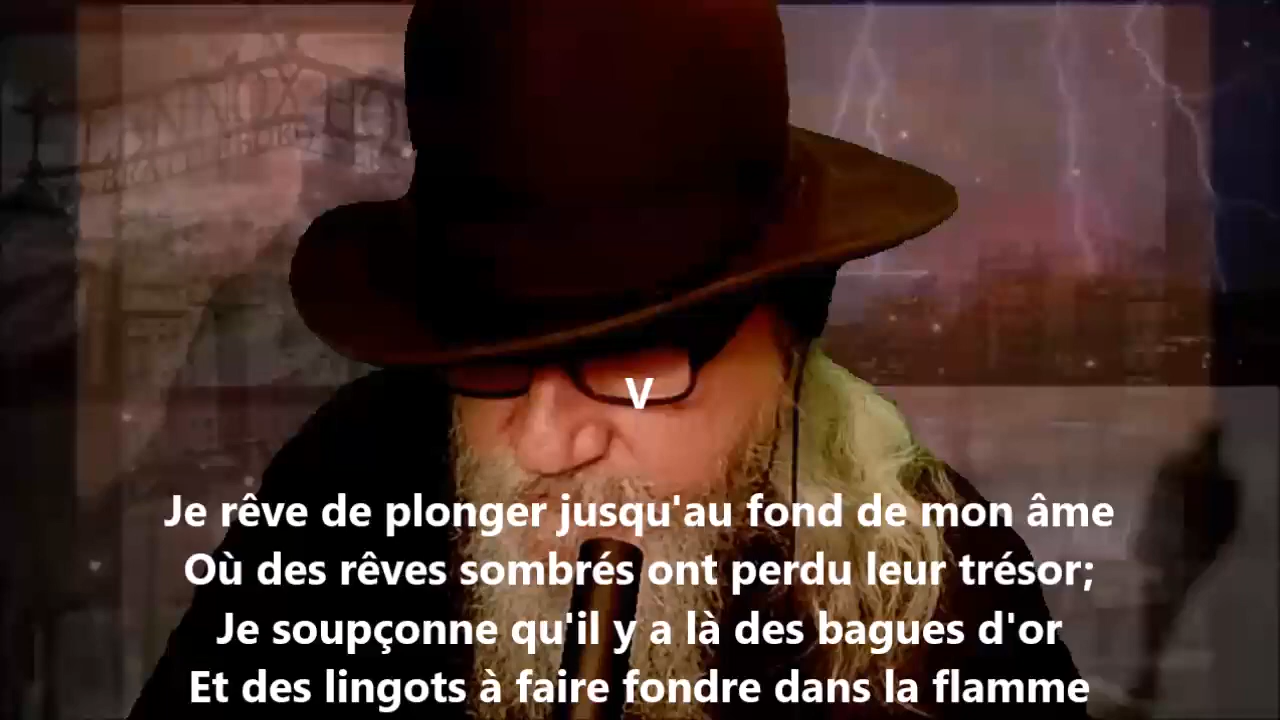 V
Je rêve de plonger jusqu'au fond de mon âme
Où des rêves sombrés ont perdu leur trésor;
Je soupçonne qu'il y a là des bagues d'or
Et des lingots à faire fondre dans la flamme